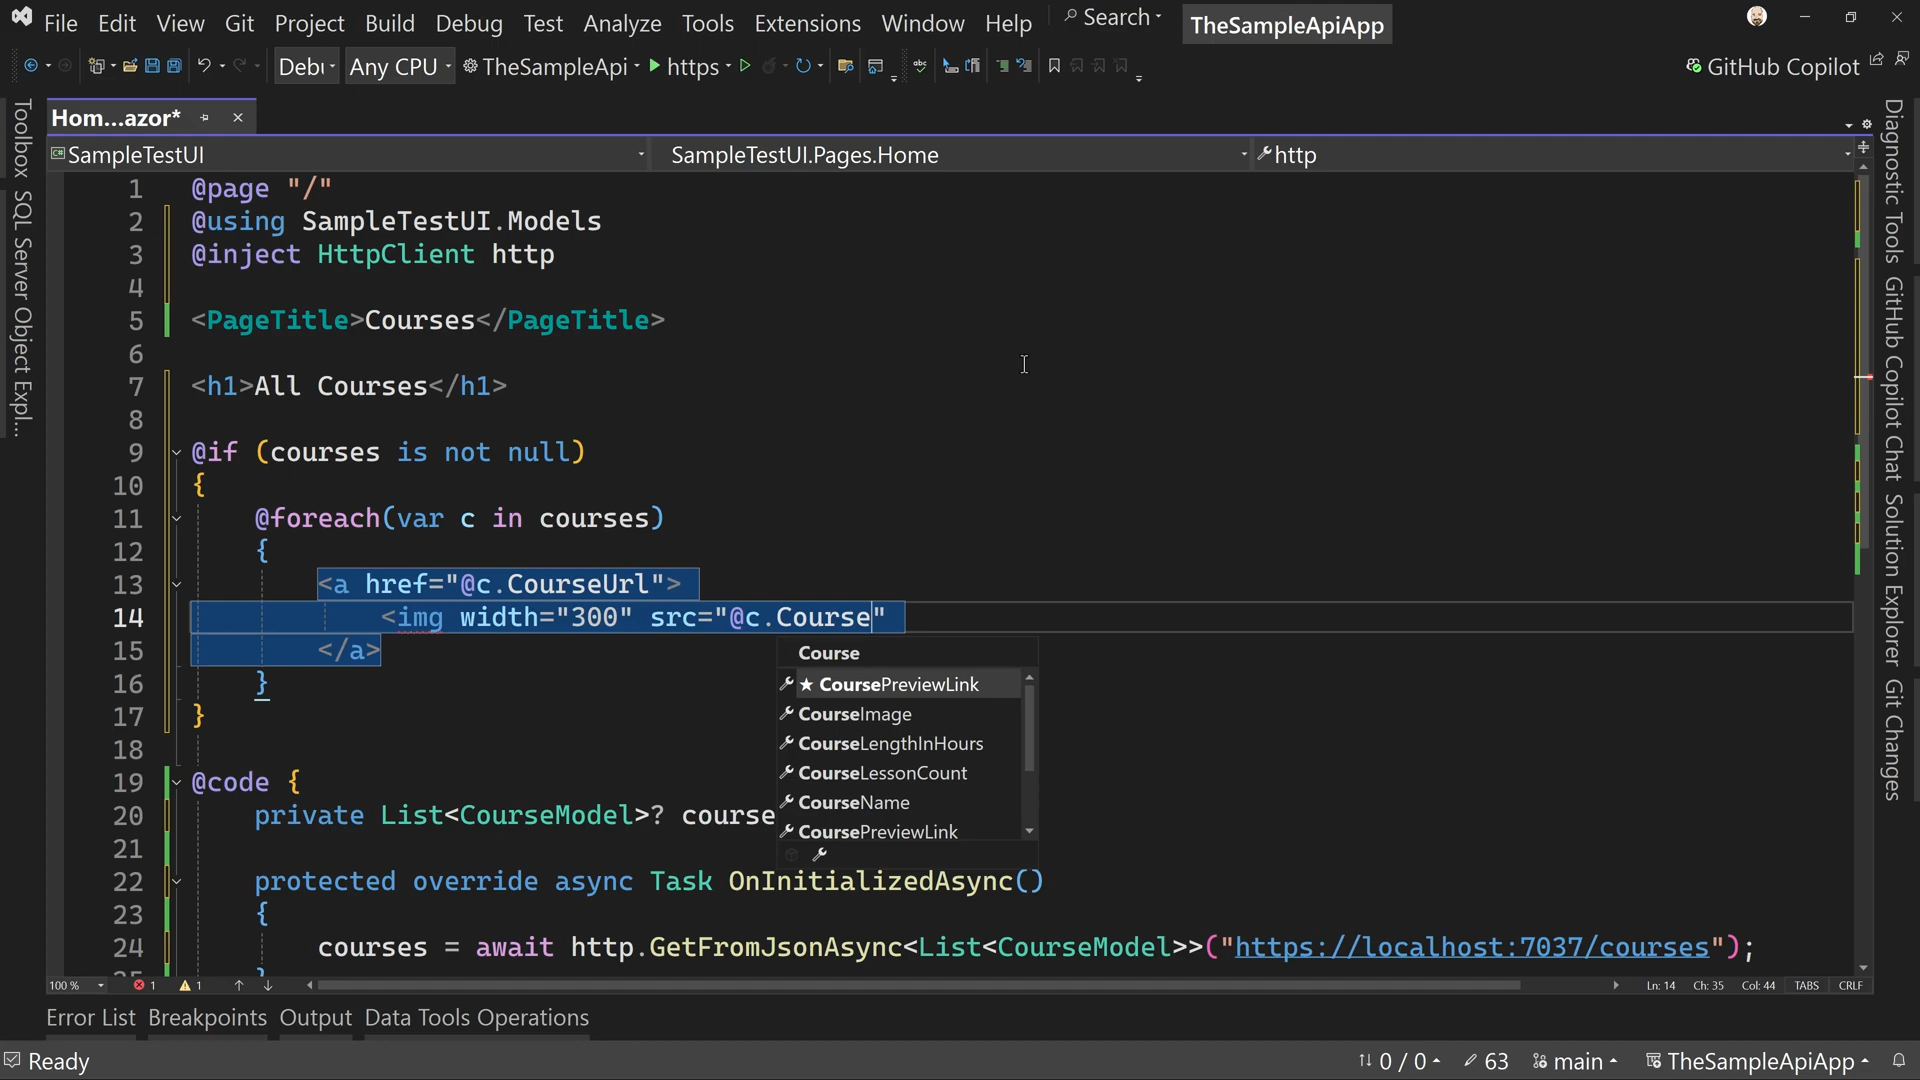 File Edit View Git Project Build Debug Test Analyze Tools Extensions Window Help Search TheSampleApiApp
Debu Any CPU TheSampleApi https GitHub Copilot
Hom...azor*
SampleTestUI SampleTestUI.Pages.Home http
1 @page "/"
2 @using SampleTestUI.Models
3 @inject HttpClient http
4
5 <PageTitle>Courses</PageTitle>
6
7 <h1>All Courses</h1>
8
9 @if (courses is not null)
10 {
11 @foreach(var c in courses)
12 {
13 <a href="@c.CourseUrl">
14 <img width="300" src="@c.Course"
15 </a>
16 }
17 }
18
19 @code {
20 private List<CourseModel>? course
21
22 protected override async Task OnInitializedAsync()
23 {
24 courses = await http.GetFromJsonAsync<List<CourseModel>>("https://localhost:7037/courses");
25 }
Course
★ CoursePreviewLink
CourseImage
CourseLengthInHours
CourseLessonCount
CourseName
CoursePreviewLink
Toolbox
SQL Server Object Expl...
Diagnostic Tools
GitHub Copilot Chat
Solution Explorer
Git Changes
100 % 1 1 Ln: 14 Ch: 35 Col: 44 TABS CRLF
Error List Breakpoints Output Data Tools Operations
Ready 0 / 0 63 main TheSampleApiApp